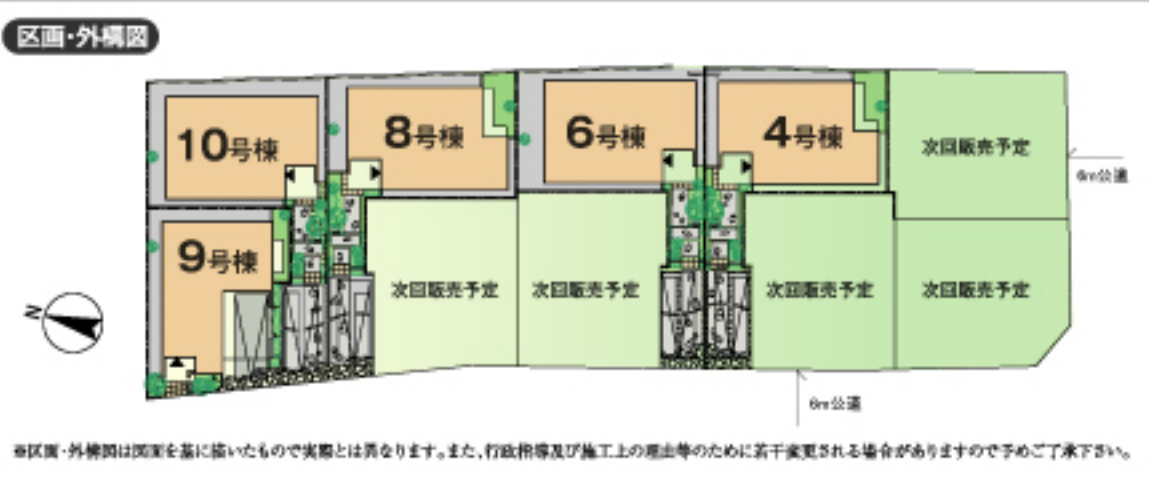 区画・外構図
10号棟
8号棟
6号棟
4号棟
次回販売予定
6m公道
9号棟
次回販売予定
次回販売予定
次回販売予定
次回販売予定
N
6m公道
※区画・外構図は図面を基に描いたもので実際とは異なります。また、行政指導及び施工上の理由等のために若干変更される場合がありますので予めご了承下さい。